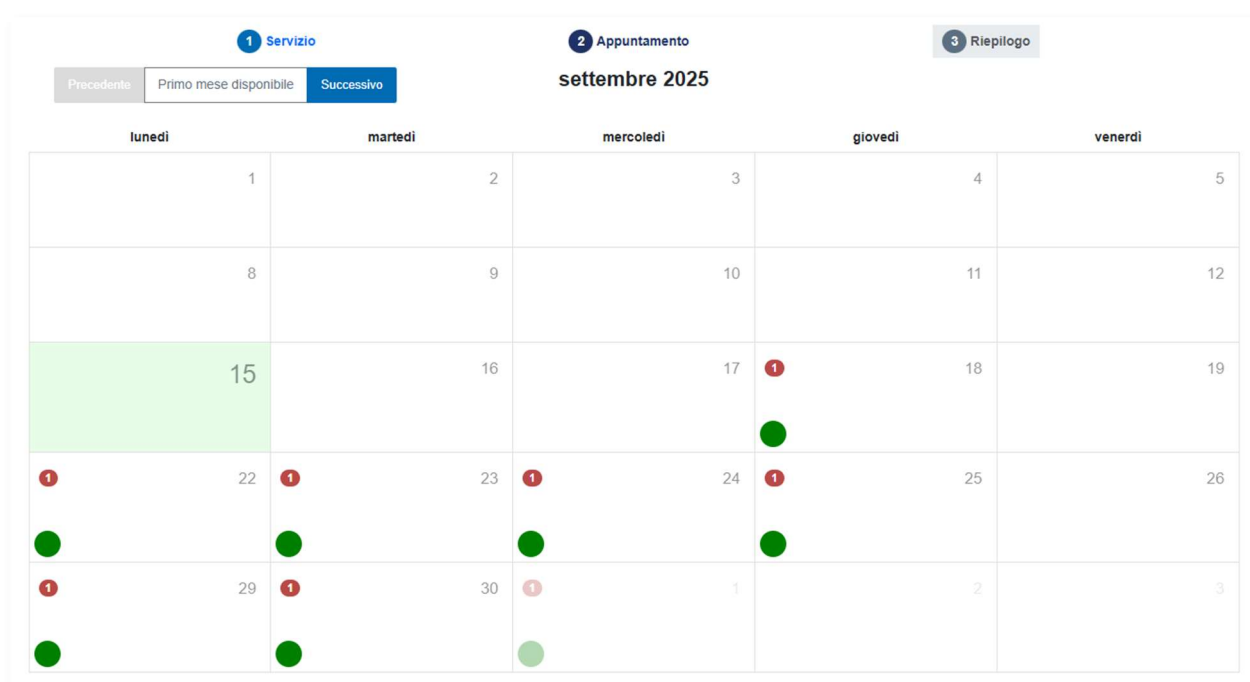 1 Servizio 2 Appuntamento 3 Riepilogo
Precedente Primo mese disponibile Successivo settembre 2025
lunedì martedì mercoledì giovedì venerdì
1 2 3 4 5
8 9 10 11 12
15 16 17 1 18 19
1 22 1 23 1 24 1 25 26
1 29 1 30 1 1 2 3